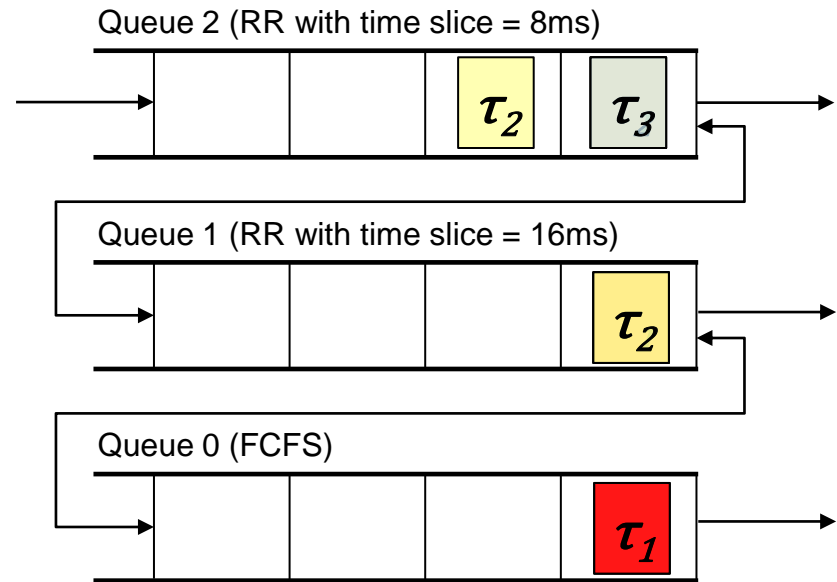 Queue 2 (RR with time slice = 8ms)
τ2 τ3
Queue 1 (RR with time slice = 16ms)
τ2
Queue 0 (FCFS)
τ1